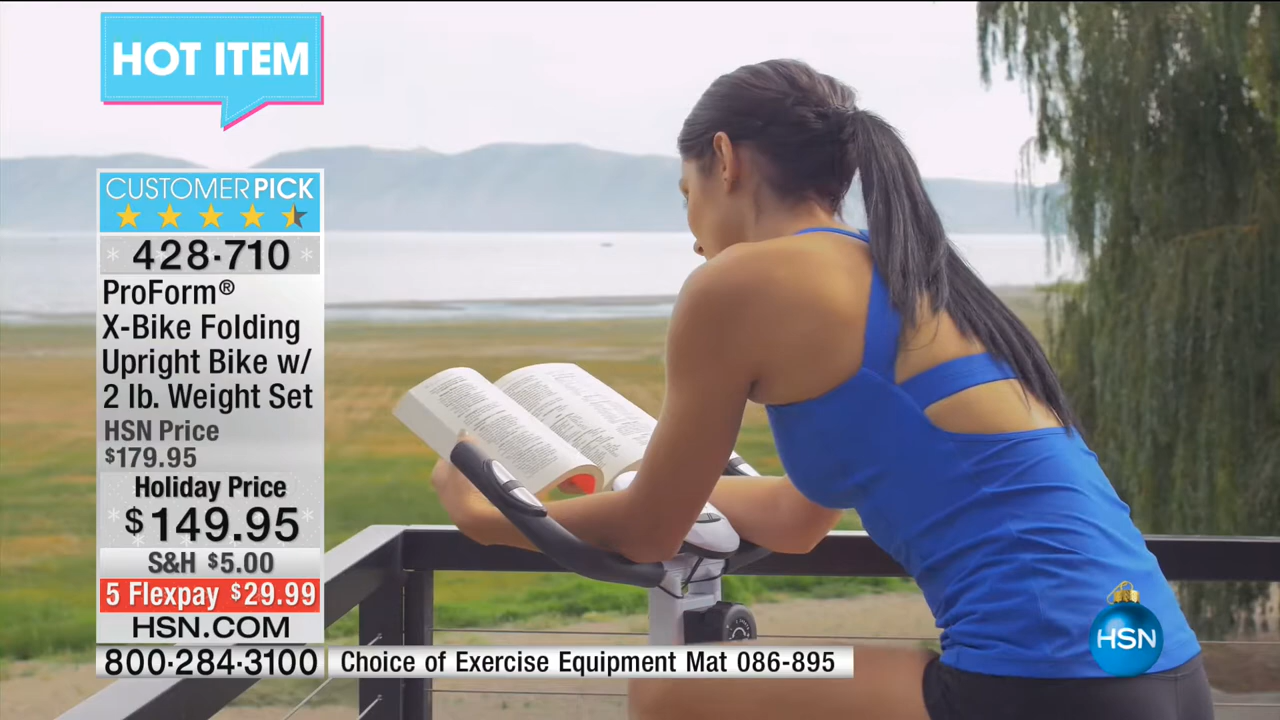 HOT ITEM
CUSTOMER PICK
428-710
ProForm®
X-Bike Folding
Upright Bike w/
2 lb. Weight Set
HSN Price
$179.95
Holiday Price
$149.95
S&H $5.00
5 Flexpay $29.99
HSN.COM
800-284-3100
Choice of Exercise Equipment Mat 086-895
HSN